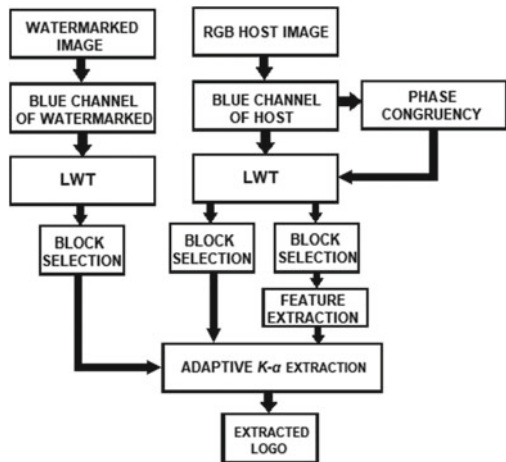 WATERMARKED
IMAGE
RGB HOST IMAGE
BLUE CHANNEL
OF WATERMARKED
BLUE CHANNEL
OF HOST
PHASE
CONGRUENCY
LWT
LWT
BLOCK
SELECTION
BLOCK
SELECTION
BLOCK
SELECTION
FEATURE
EXTRACTION
ADAPTIVE K-α EXTRACTION
EXTRACTED
LOGO